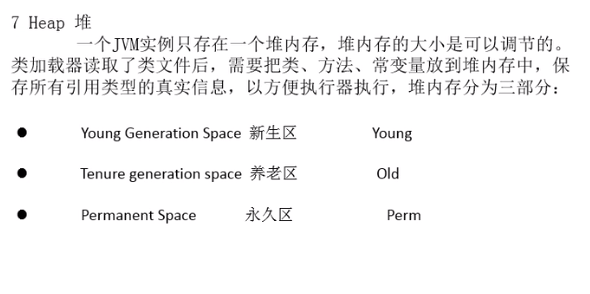 7 Heap 堆
一个JVM实例只存在一个堆内存，堆内存的大小是可以调节的。
类加载器读取了类文件后，需要把类、方法、常变量放到堆内存中，保
存所有引用类型的真实信息，以方便执行器执行，堆内存分为三部分：
● Young Generation Space 新生区 Young
● Tenure generation space 养老区 Old
● Permanent Space 永久区 Perm